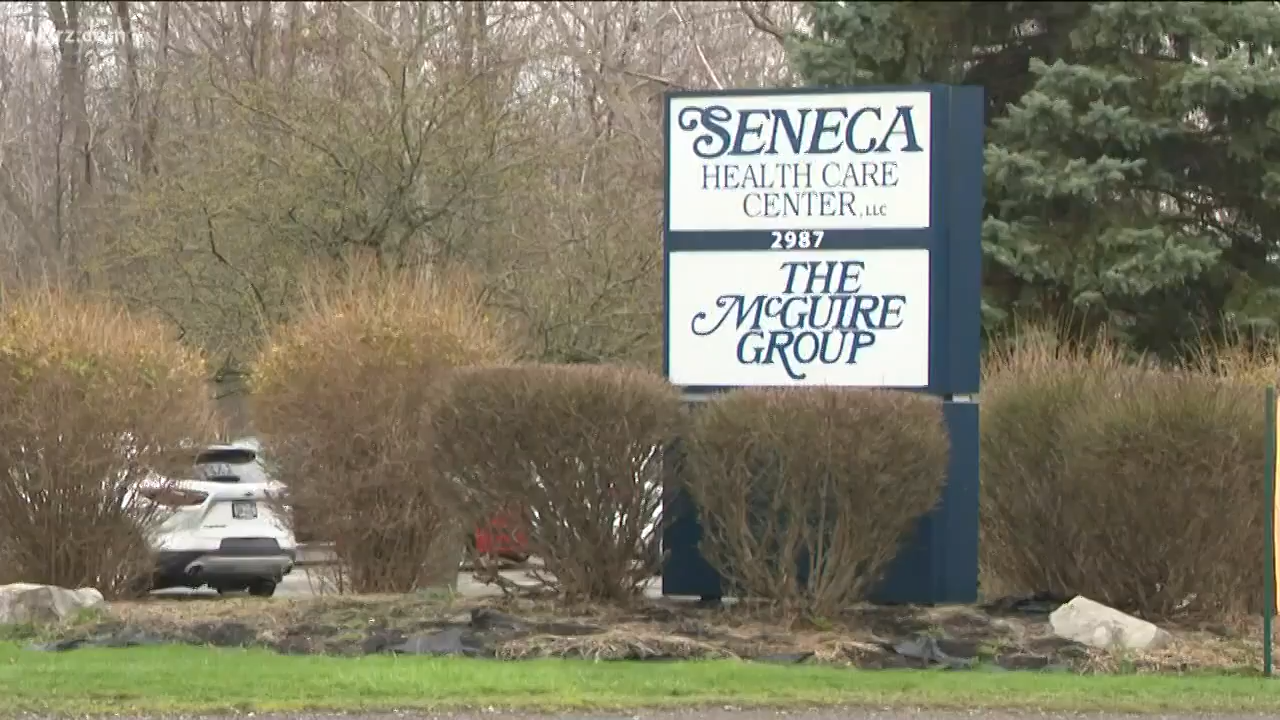 SENECA
HEALTH CARE
CENTER, LLC
2987
THE
McGUIRE
GROUP